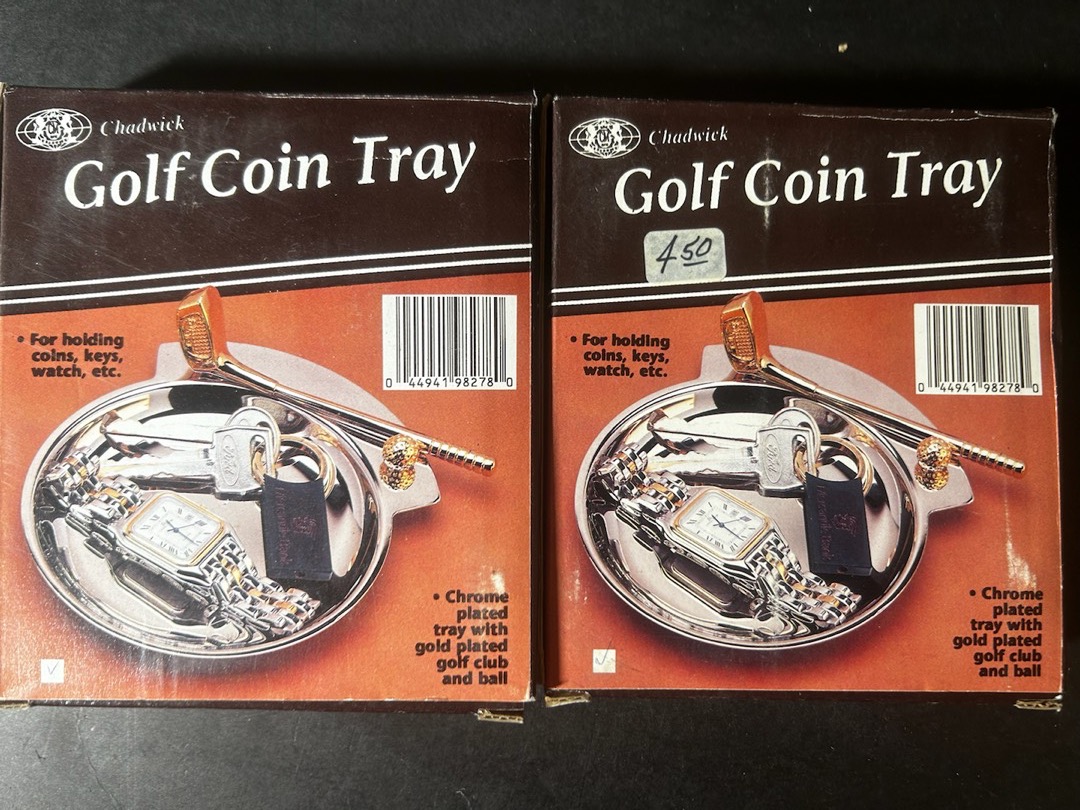 Chadwick
Golf Coin Tray
• For holding
coins, keys,
watch, etc.
0 44941 98278 0
• Chrome
plated
tray with
gold plated
golf club
and ball
Chadwick
Golf Coin Tray
4 50
• For holding
coins, keys,
watch, etc.
0 44941 98278 0
• Chrome
plated
tray with
gold plated
golf club
and ball